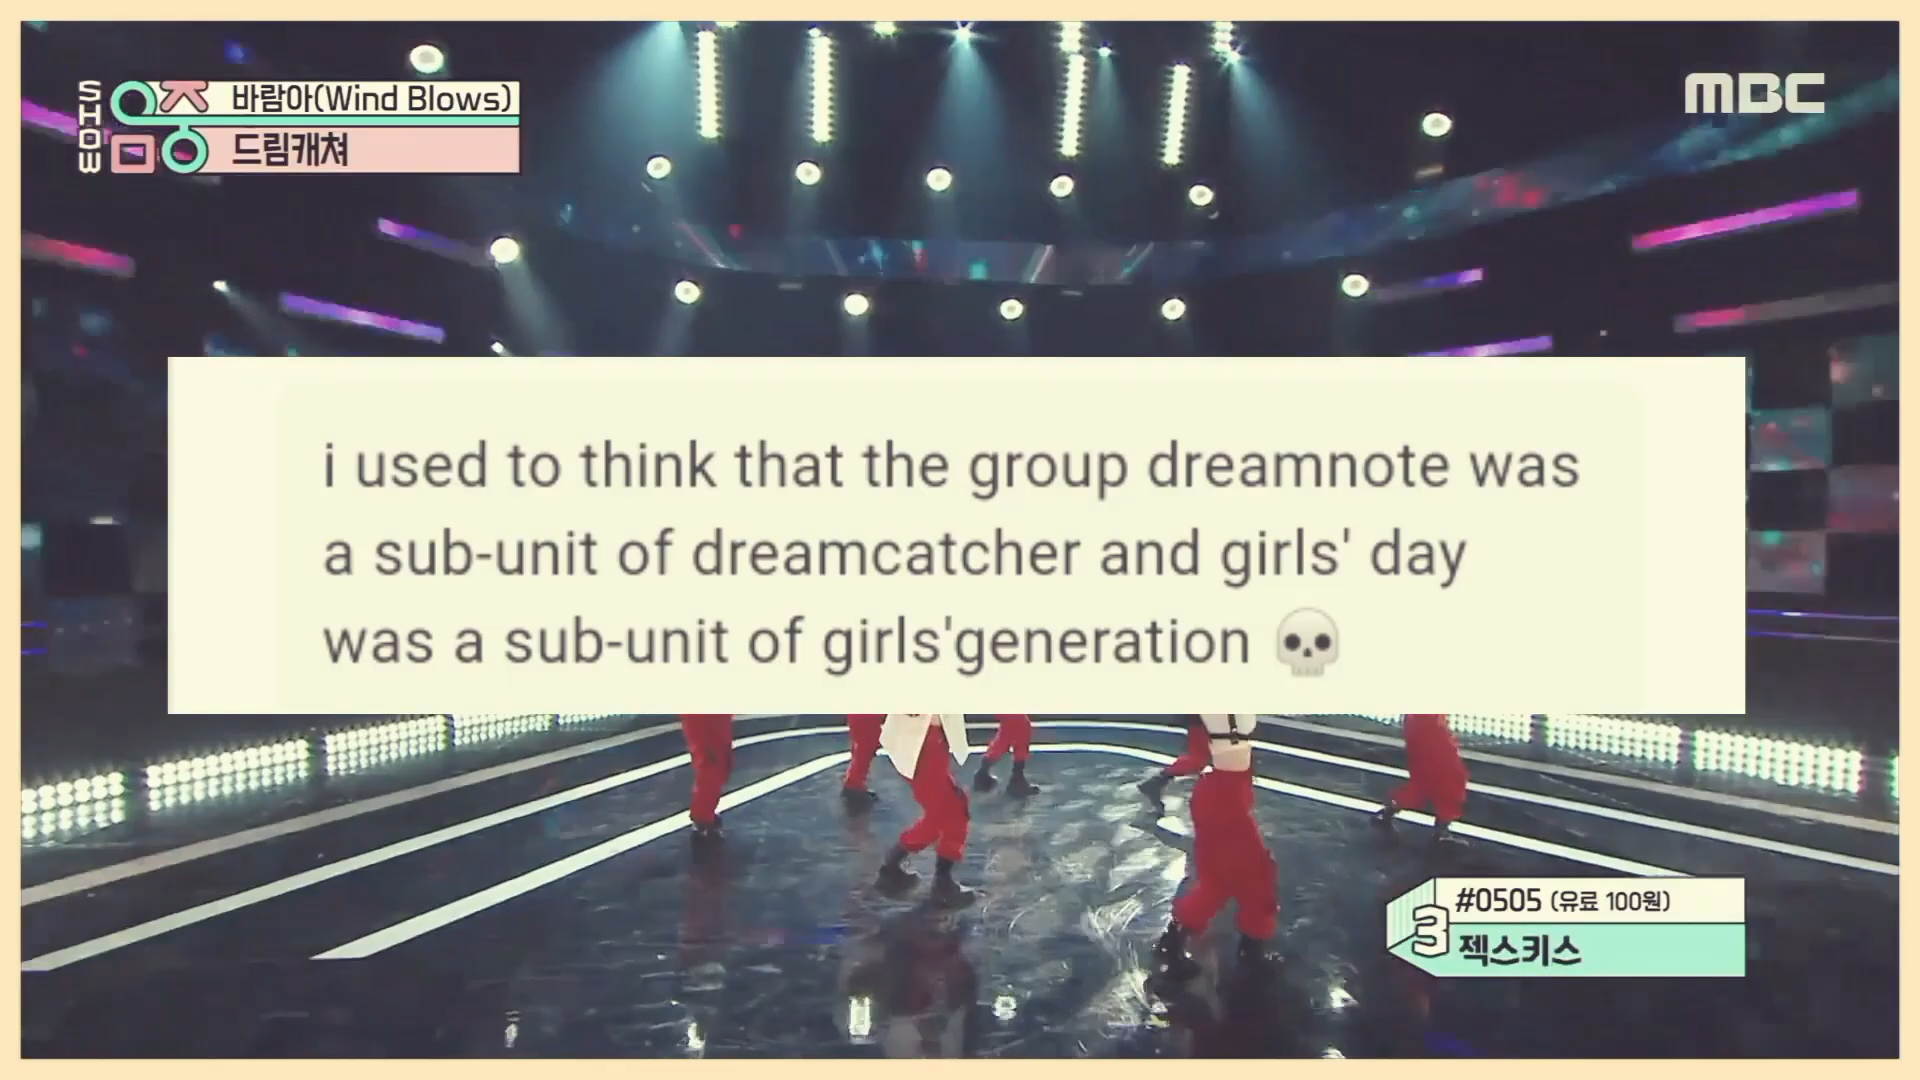 SHOW
음중
바람아(Wind Blows)
드림캐쳐
MBC
i used to think that the group dreamnote was
a sub-unit of dreamcatcher and girls' day
was a sub-unit of girls'generation 💀
3
#0505 (유료 100원)
젝스키스